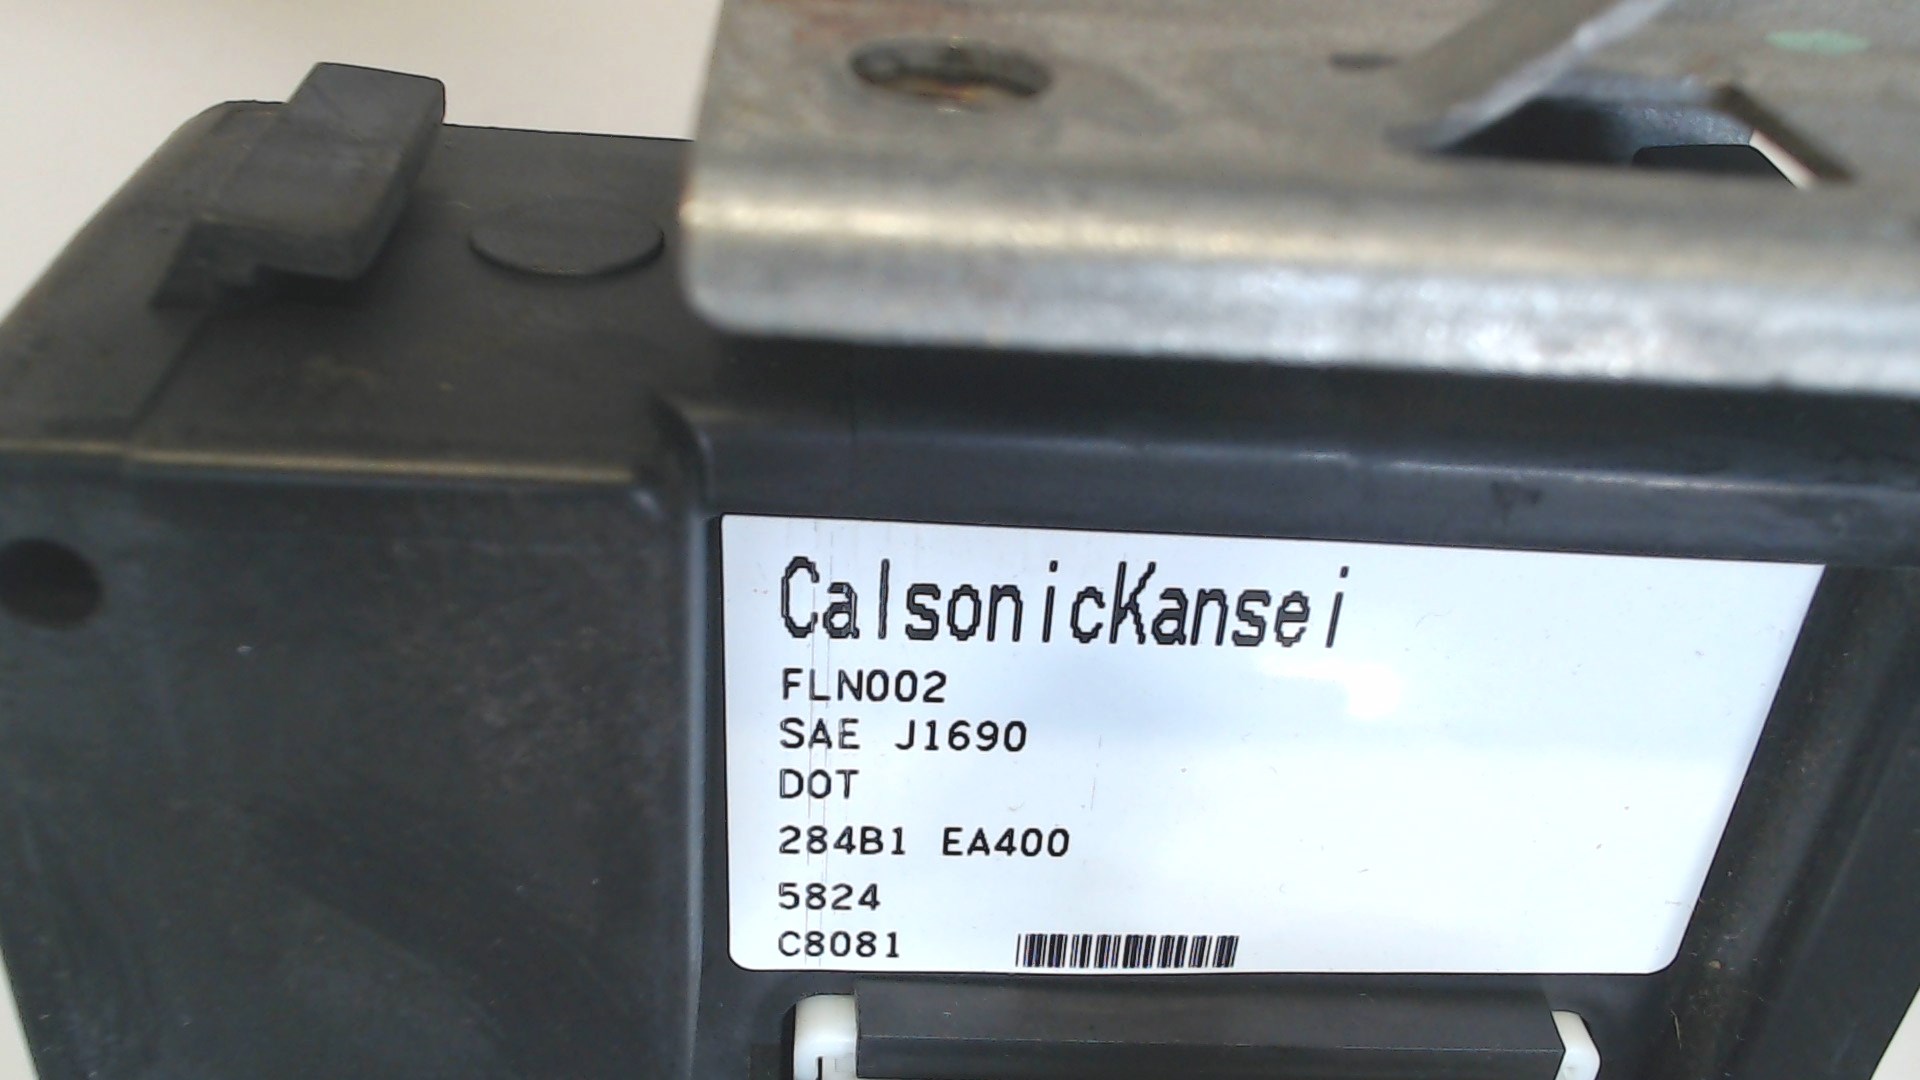 CalsonicKansei
FLN002
SAE J1690
DOT
284B1 EA400
5824
C8081